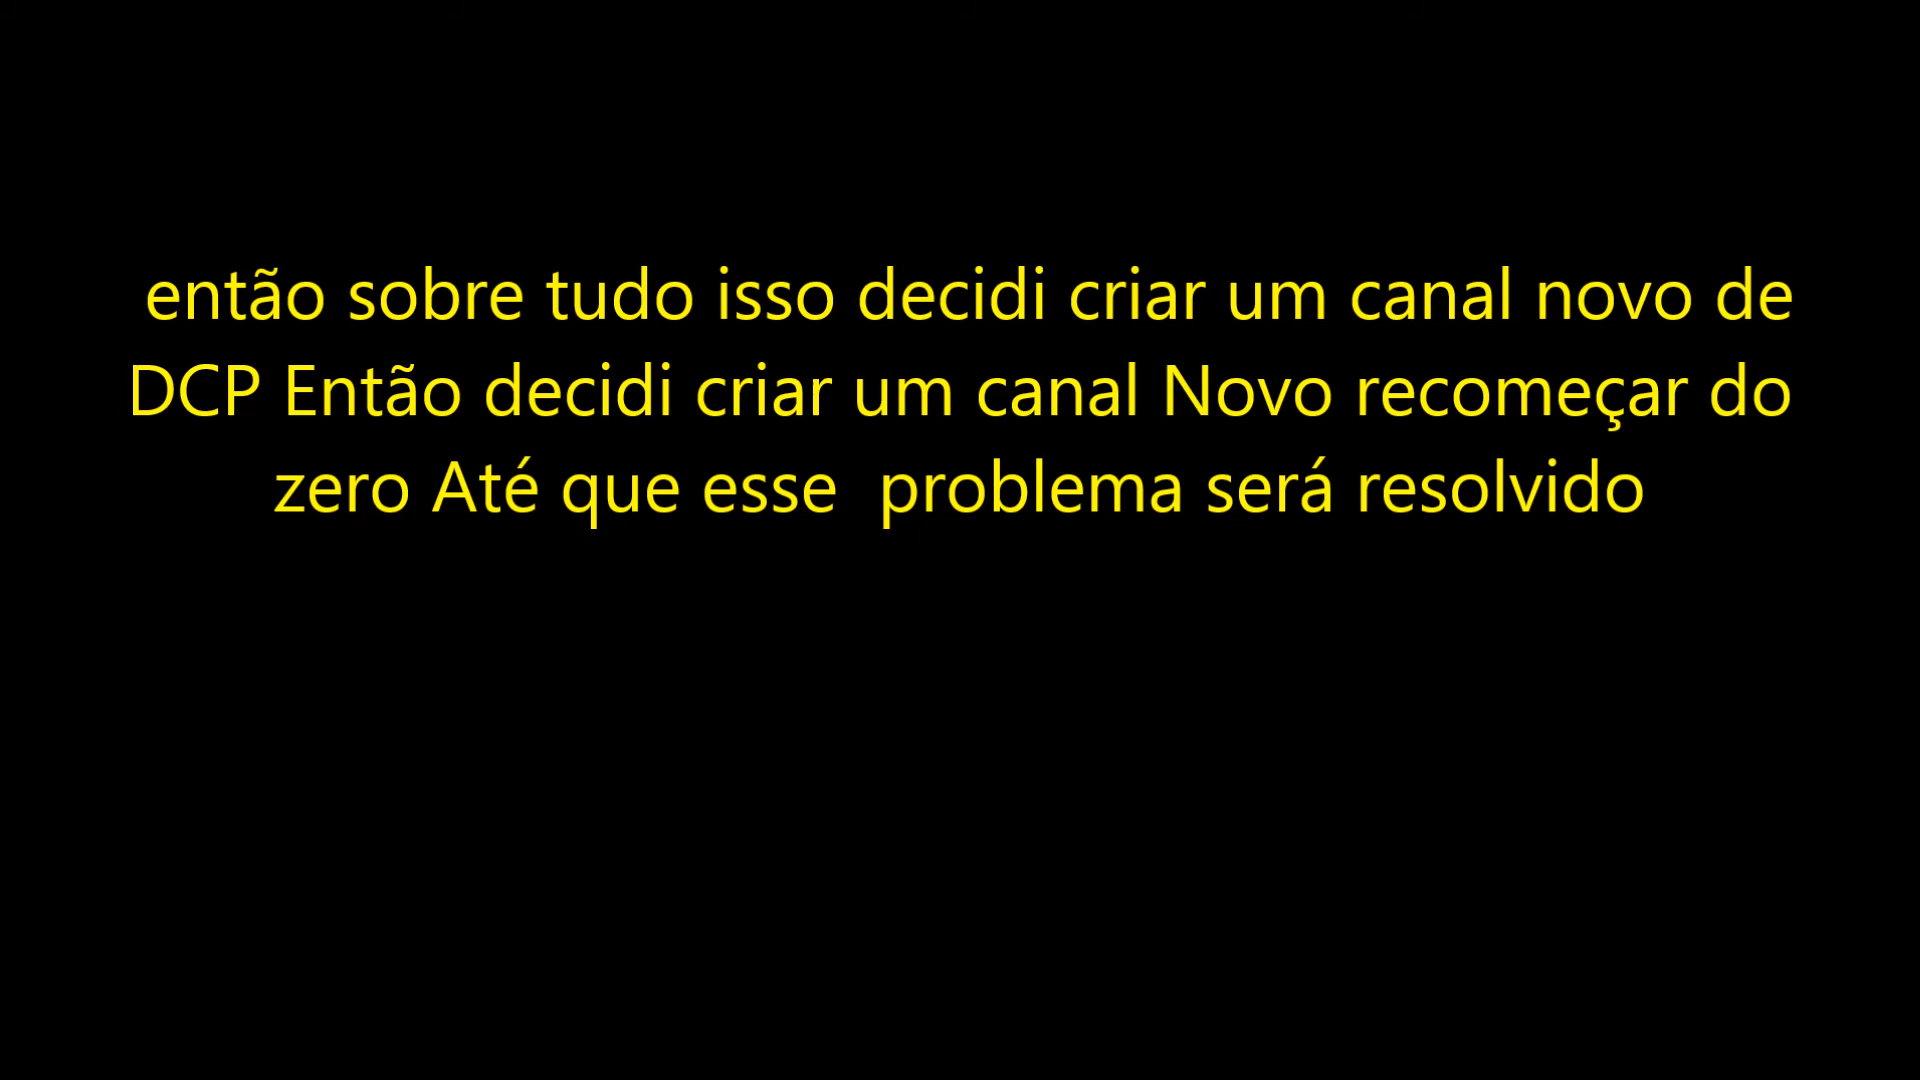 então sobre tudo isso decidi criar um canal novo de
DCP Então decidi criar um canal Novo recomeçar do
zero Até que esse  problema será resolvido